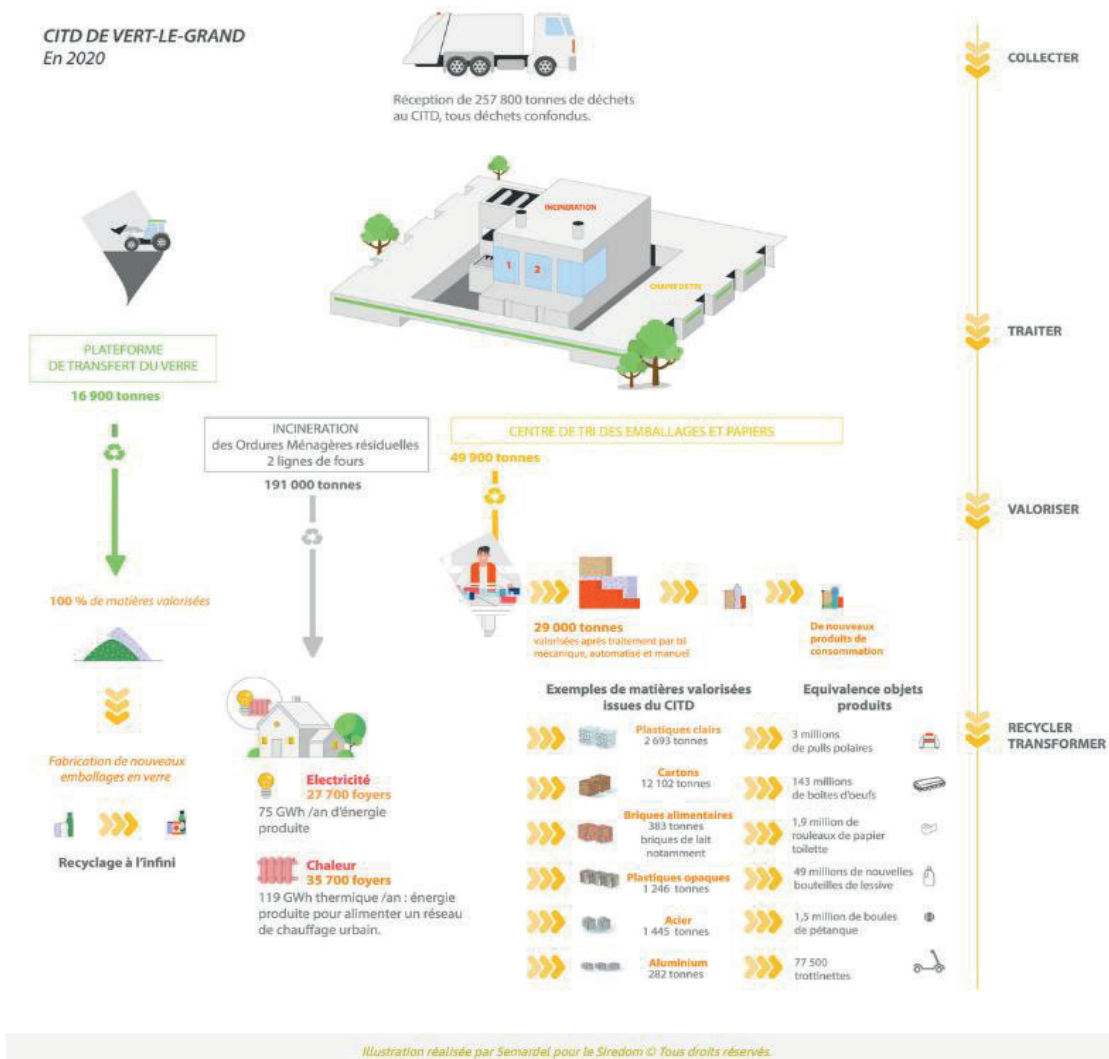 CITD DE VERT-LE-GRAND
En 2020
Réception de 257 800 tonnes de déchets
au CITD, tous déchets confondus.
COLLECTER
INCINERATION
1
2
TRAITER
PLATEFORME
DE TRANSFERT DU VERRE
16 900 tonnes
INCINERATION
des Ordures Ménagères résiduelles
2 lignes de fours
191 000 tonnes
CENTRE DE TRI DES EMBALLAGES ET PAPIERS
49 900 tonnes
VALORISER
100 % de matières valorisées
29 000 tonnes
valorisées après traitement par tri
mécanique, automatisé et manuel
De nouveaux
produits de
consommation
Fabrication de nouveaux
emballages en verre
Recyclage à l'infini
Electricité
27 700 foyers
75 GWh /an d'énergie
produite
Chaleur
35 700 foyers
119 GWh thermique /an : énergie
produite pour alimenter un réseau
de chauffage urbain.
Exemples de matières valorisées
issues du CITD
Equivalence objets
produits
Plastiques clairs
2 693 tonnes
3 millions
de pulls polaires
Cartons
12 102 tonnes
143 millions
de boîtes d'oeufs
Briques alimentaires
383 tonnes
briques de lait
notamment
1,9 million de
rouleaux de papier
toilette
Plastiques opaques
1 246 tonnes
49 millions de nouvelles
bouteilles de lessive
Acier
1 445 tonnes
1,5 million de boules
de pétanque
Aluminium
282 tonnes
77 500
trottinettes
RECYCLER
TRANSFORMER
Illustration réalisée par Semardel pour le Siredom © Tous droits réservés.